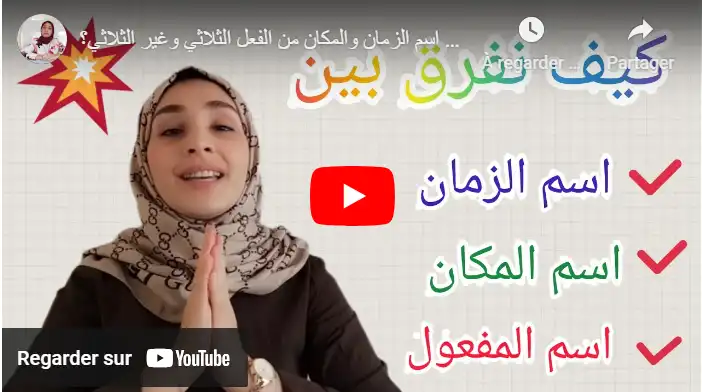 ... اسم الزمان والمكان من الفعل الثلاثي وغير الثلاثي؟
À regarder ...
Partager
كيف نفرق بين
اسم الزمان
اسم المكان
اسم المفعول
Regarder sur YouTube